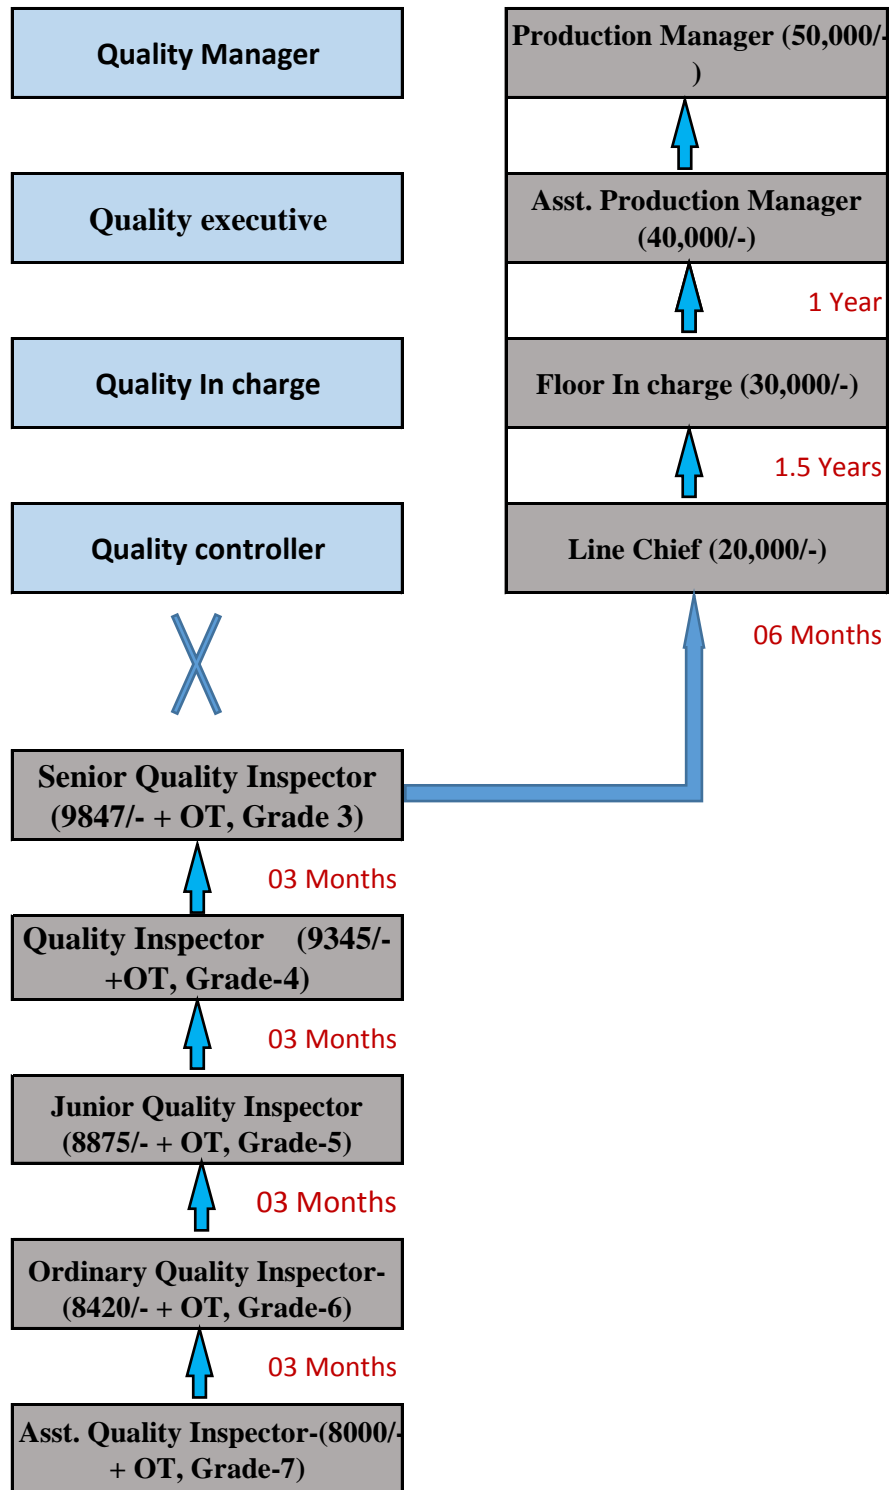 Quality Manager
Quality executive
Quality In charge
Quality controller
Production Manager (50,000/-
)
Asst. Production Manager
(40,000/-)
1 Year
Floor In charge (30,000/-)
1.5 Years
Line Chief (20,000/-)
06 Months
Senior Quality Inspector
(9847/- + OT, Grade 3)
03 Months
Quality Inspector (9345/-
+OT, Grade-4)
03 Months
Junior Quality Inspector
(8875/- + OT, Grade-5)
03 Months
Ordinary Quality Inspector-
(8420/- + OT, Grade-6)
03 Months
Asst. Quality Inspector-(8000/-
+ OT, Grade-7)